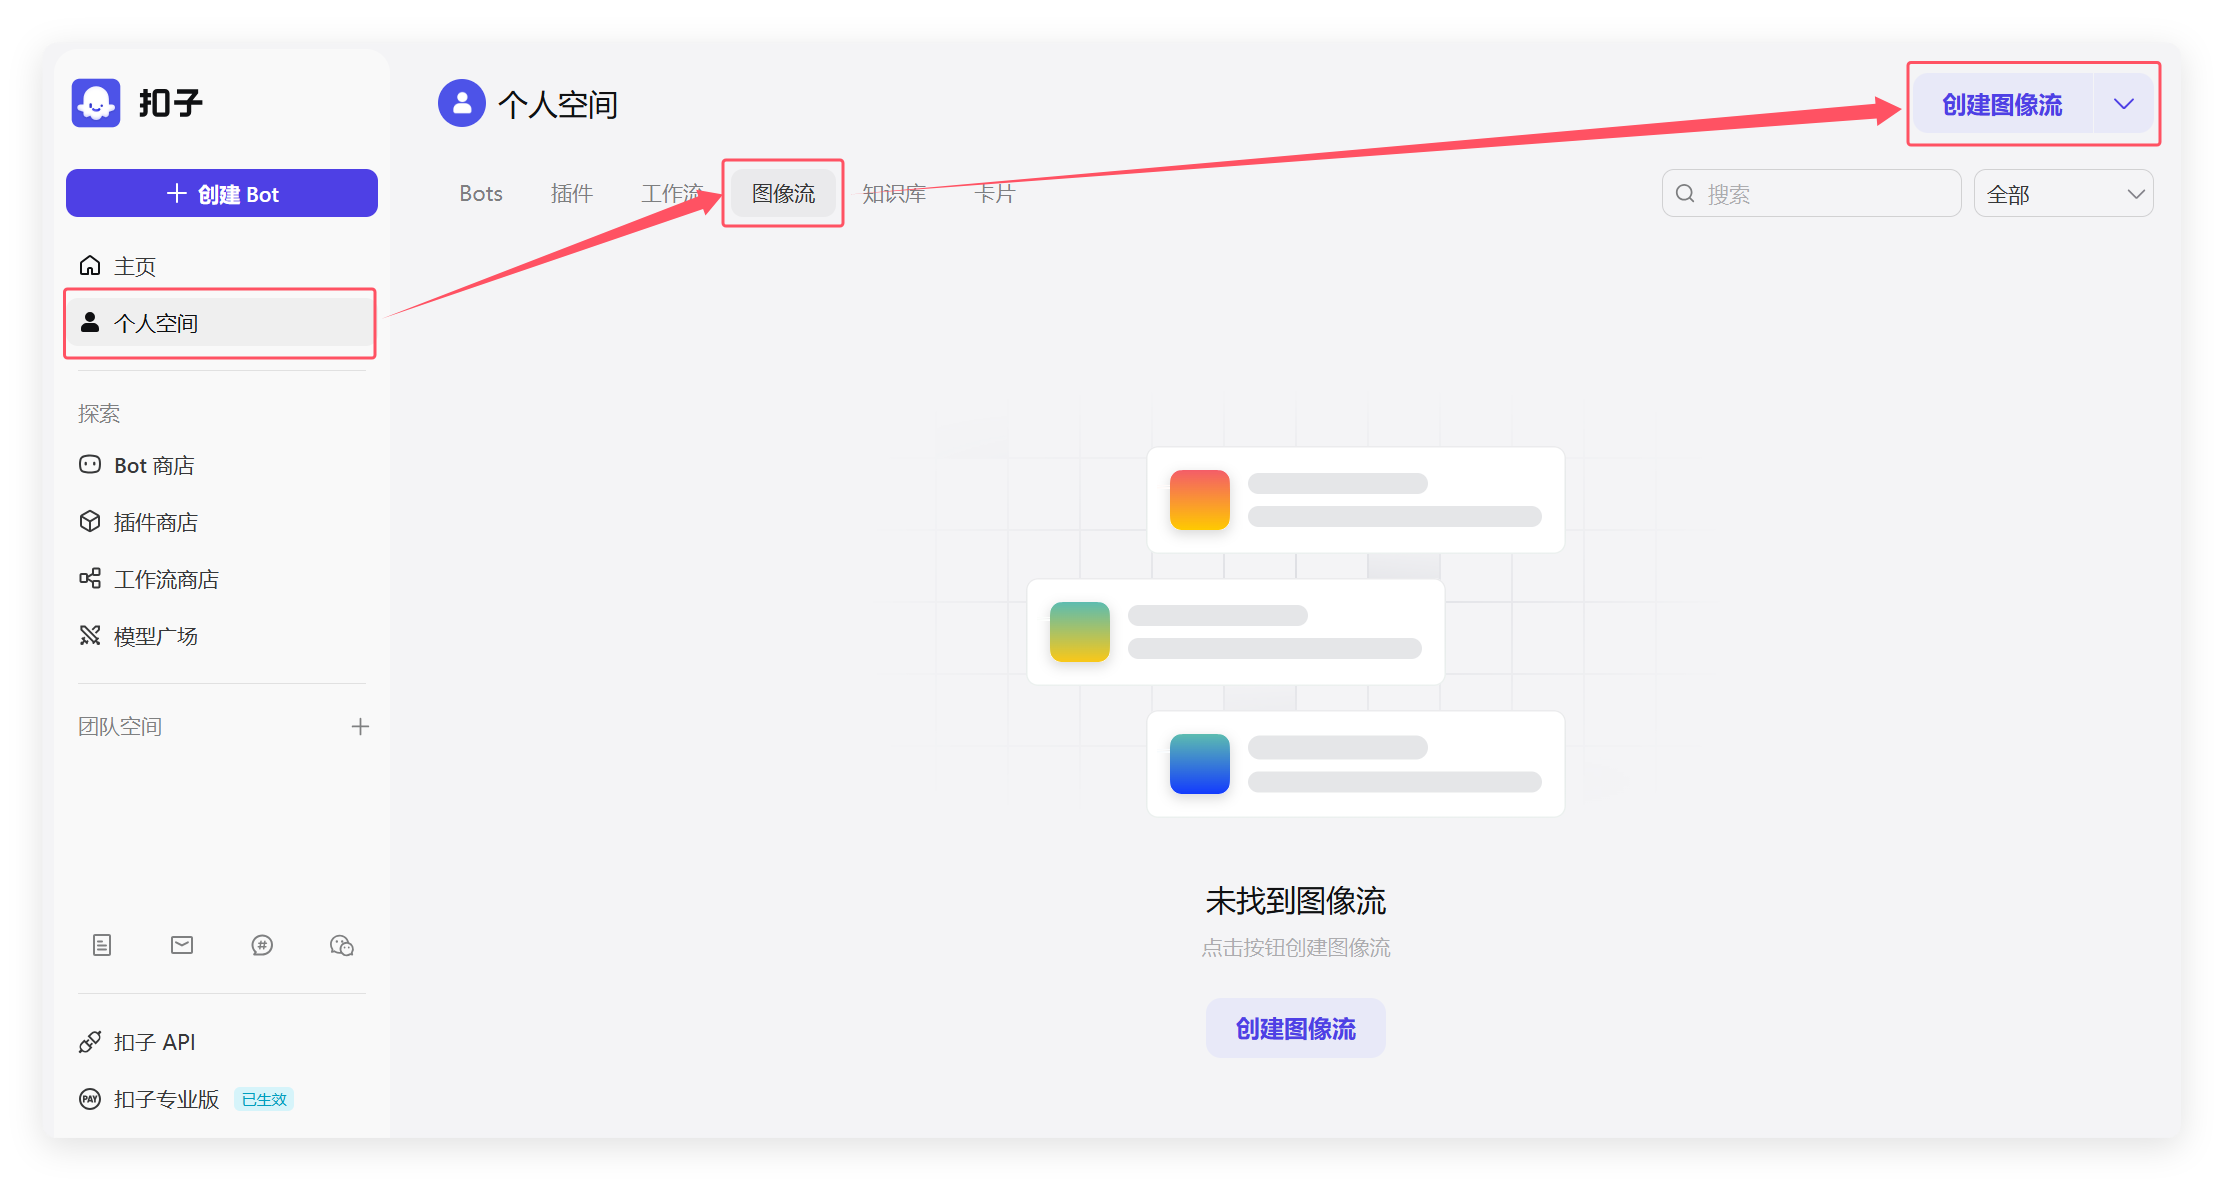 扣子
创建 Bot
主页
个人空间
探索
Bot 商店
插件商店
工作流商店
模型广场
团队空间
扣子 API
PAY
扣子专业版 已生效
个人空间
创建图像流
Bots 插件 工作流 图像流 知识库 卡片
搜索 全部
未找到图像流
点击按钮创建图像流
创建图像流